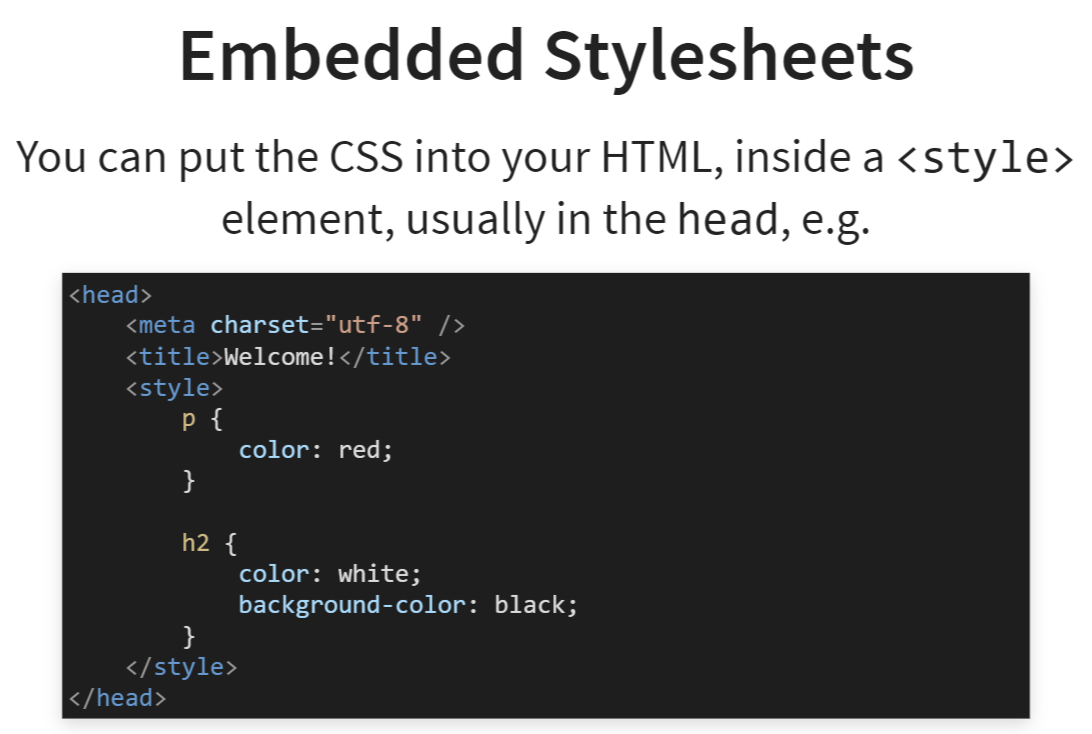 Embedded Stylesheets
You can put the CSS into your HTML, inside a <style>
element, usually in the head, e.g.
<head>
    <meta charset="utf-8" />
    <title>Welcome!</title>
    <style>
        p {
            color: red;
        }

        h2 {
            color: white;
            background-color: black;
        }
    </style>
</head>